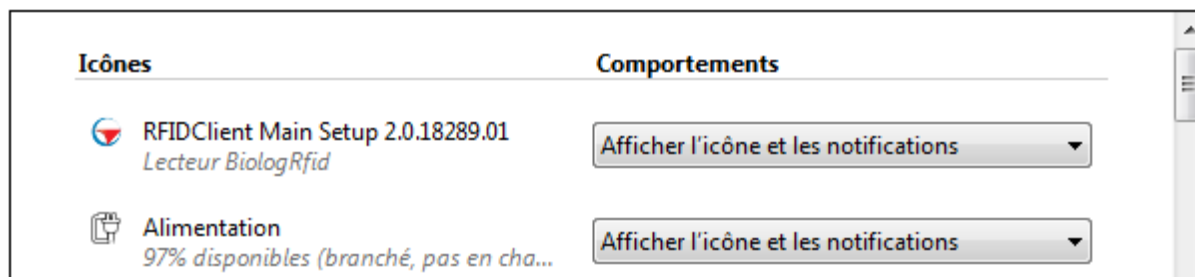 Icônes Comportements
RFIDClient Main Setup 2.0.18289.01
Lecteur BiologRfid
Afficher l'icône et les notifications
Alimentation
97% disponibles (branché, pas en cha...
Afficher l'icône et les notifications